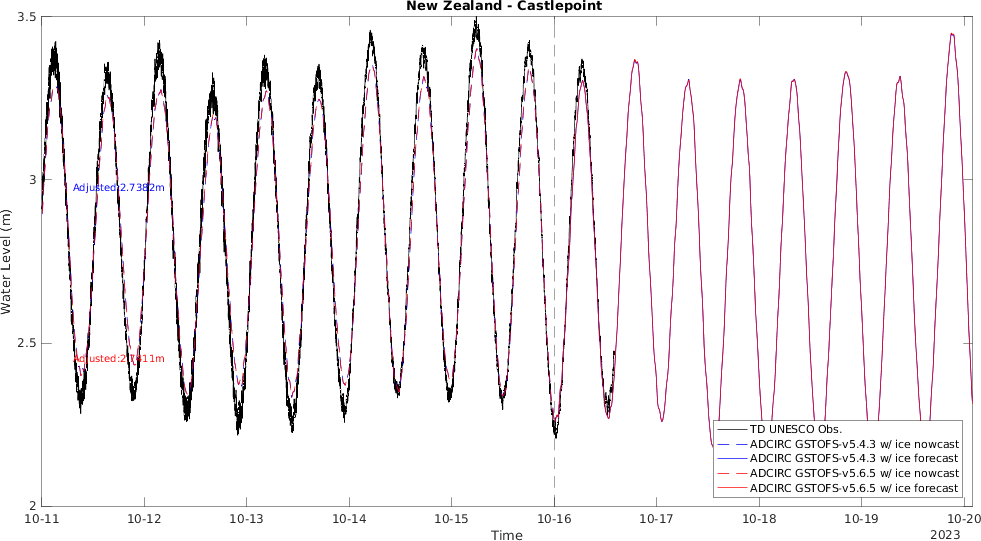 New Zealand - Castlepoint
3.5
3
2.5
2
Water Level (m)
Adjusted:2.7382m
TD UNESCO Obs.
ADCIRC GSTOFS-v5.4.3 w/ ice nowcast
ADCIRC GSTOFS-v5.4.3 w/ ice forecast
ADCIRC GSTOFS-v5.6.5 w/ ice nowcast
ADCIRC GSTOFS-v5.6.5 w/ ice forecast
10-11 10-12 10-13 10-14 10-15 10-16 10-17 10-18 10-19 10-20
Time
2023